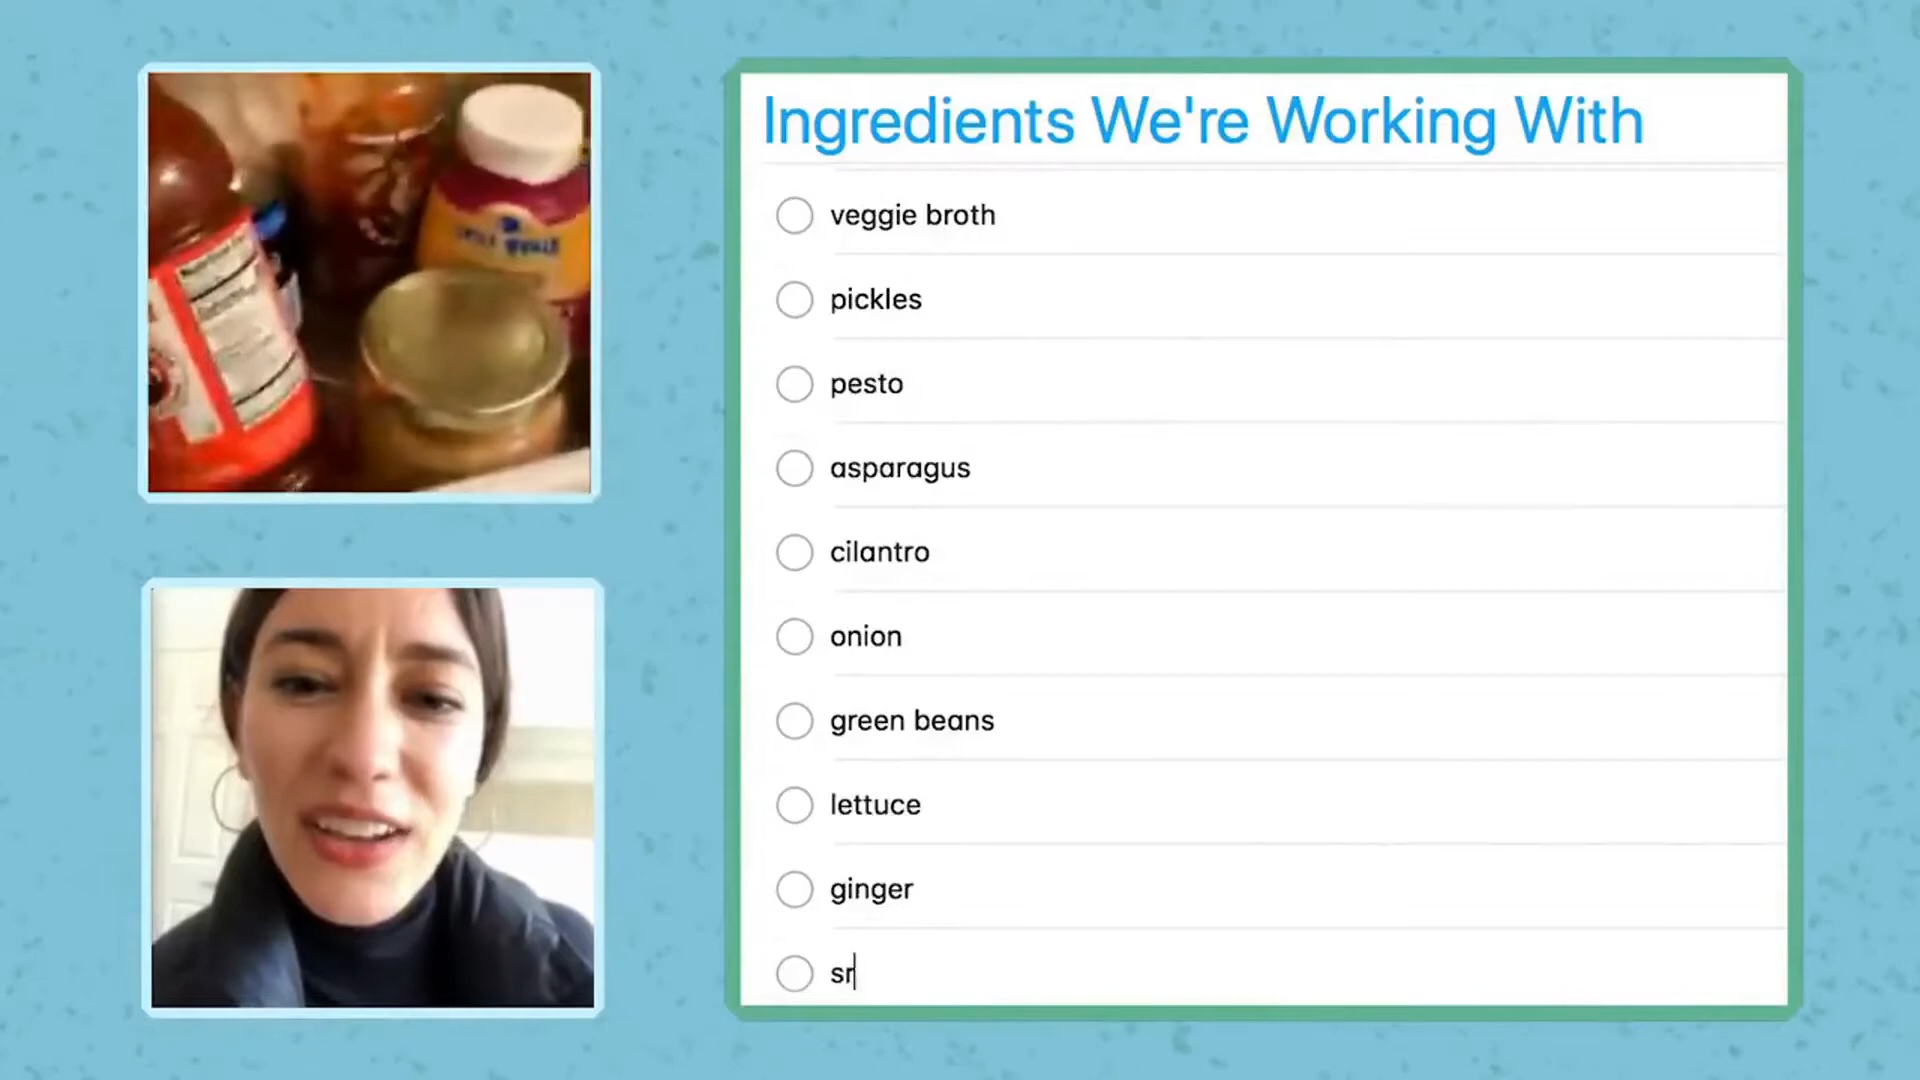 Ingredients We're Working With
veggie broth
pickles
pesto
asparagus
cilantro
onion
green beans
lettuce
ginger
sr